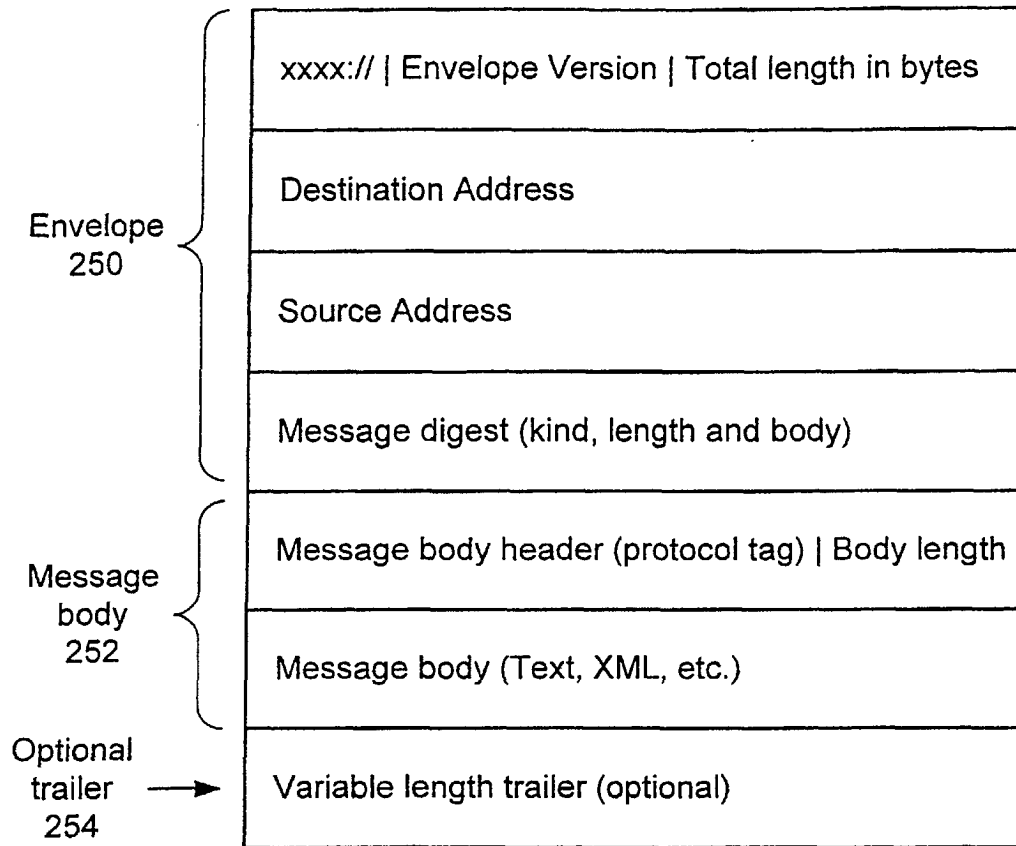 xxxx:// | Envelope Version | Total length in bytes
Destination Address
Envelope
250
Source Address
Message digest (kind, length and body)
Message body header (protocol tag) | Body length
Message
body
252
Message body (Text, XML, etc.)
Optional
trailer
254
Variable length trailer (optional)